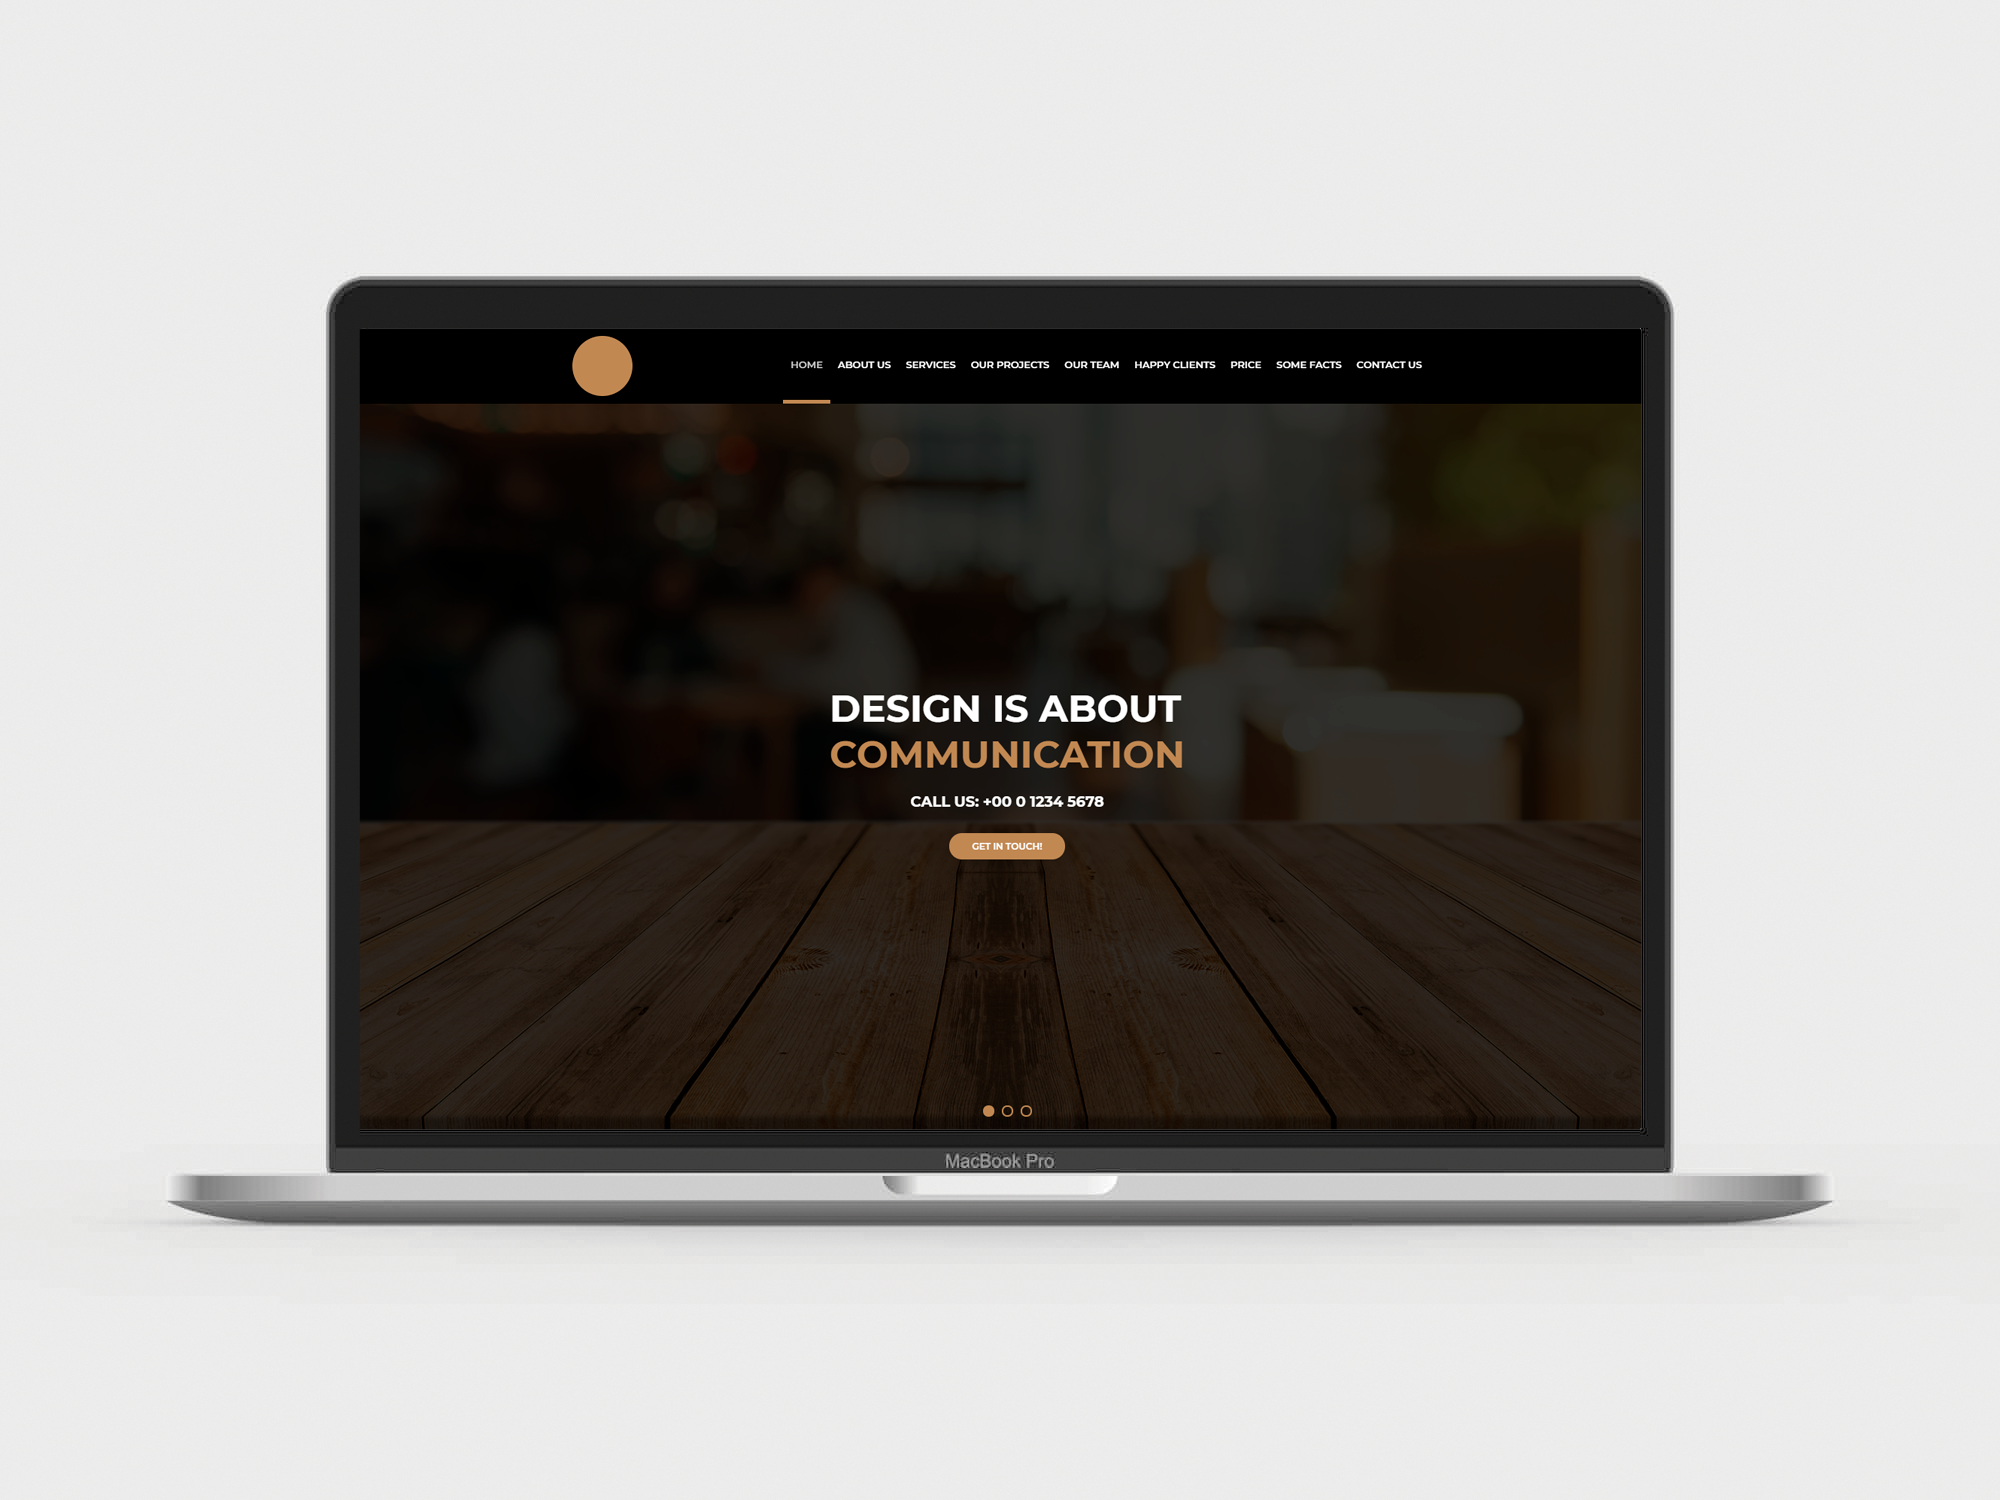 HOME ABOUT US SERVICES OUR PROJECTS OUR TEAM HAPPY CLIENTS PRICE SOME FACTS CONTACT US
DESIGN IS ABOUT
COMMUNICATION
CALL US: +00 0 1234 5678
GET IN TOUCH!
MacBook Pro